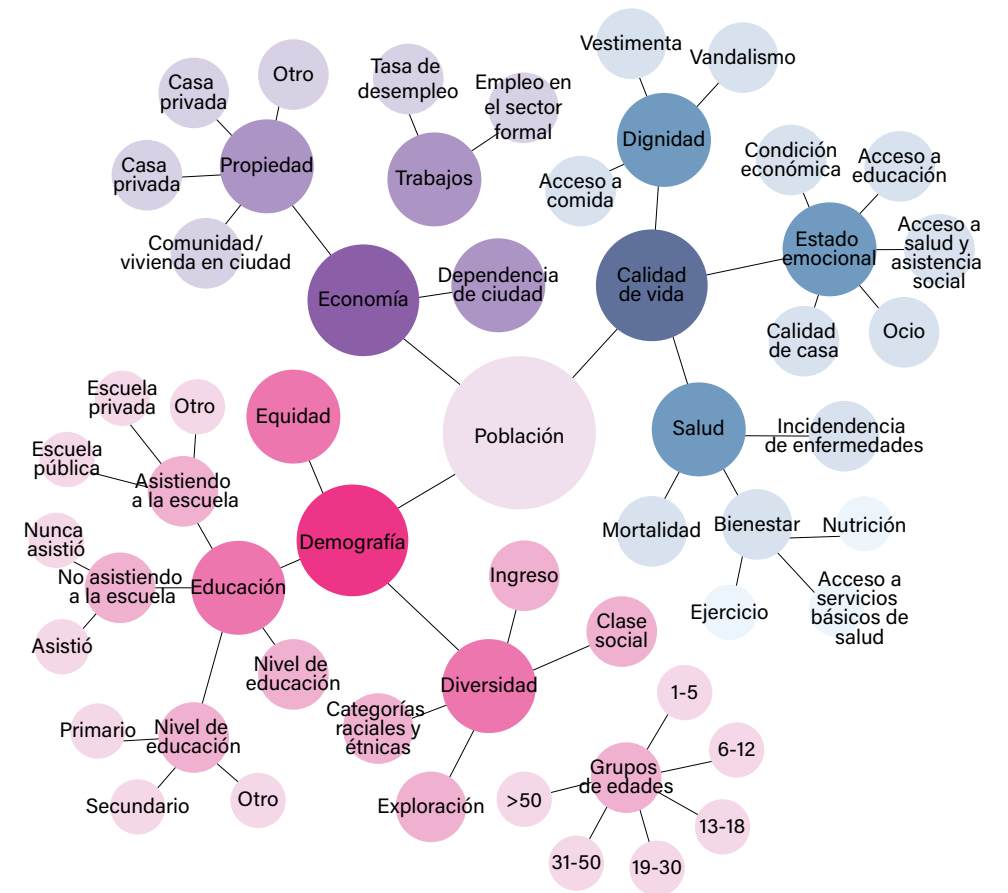 Vestimenta
Vandalismo
Dignidad
Acceso a
comida
Casa
privada
Otro
Propiedad
Casa
privada
Comunidad/
vivienda en ciudad
Tasa de
desempleo
Empleo en
el sector
formal
Trabajos
Condición
económica
Acceso a
educación
Estado
emocional
Acceso a
salud y
asistencia
social
Calidad
de casa
Ocio
Economía
Dependencia
de ciudad
Calidad
de vida
Población
Salud
Incidendencia
de enfermedades
Mortalidad
Bienestar
Nutrición
Ejercicio
Acceso a
servicios
básicos de
salud
Equidad
Demografía
Escuela
privada
Otro
Escuela
pública
Asistiendo
a la escuela
Nunca
asistió
No asistiendo
a la escuela
Educación
Asistió
Nivel de
educación
Primario
Nivel de
educación
Secundario
Otro
Ingreso
Clase
social
Diversidad
Categorías
raciales y
étnicas
Exploración
Grupos
de edades
1-5
6-12
13-18
19-30
31-50
>50